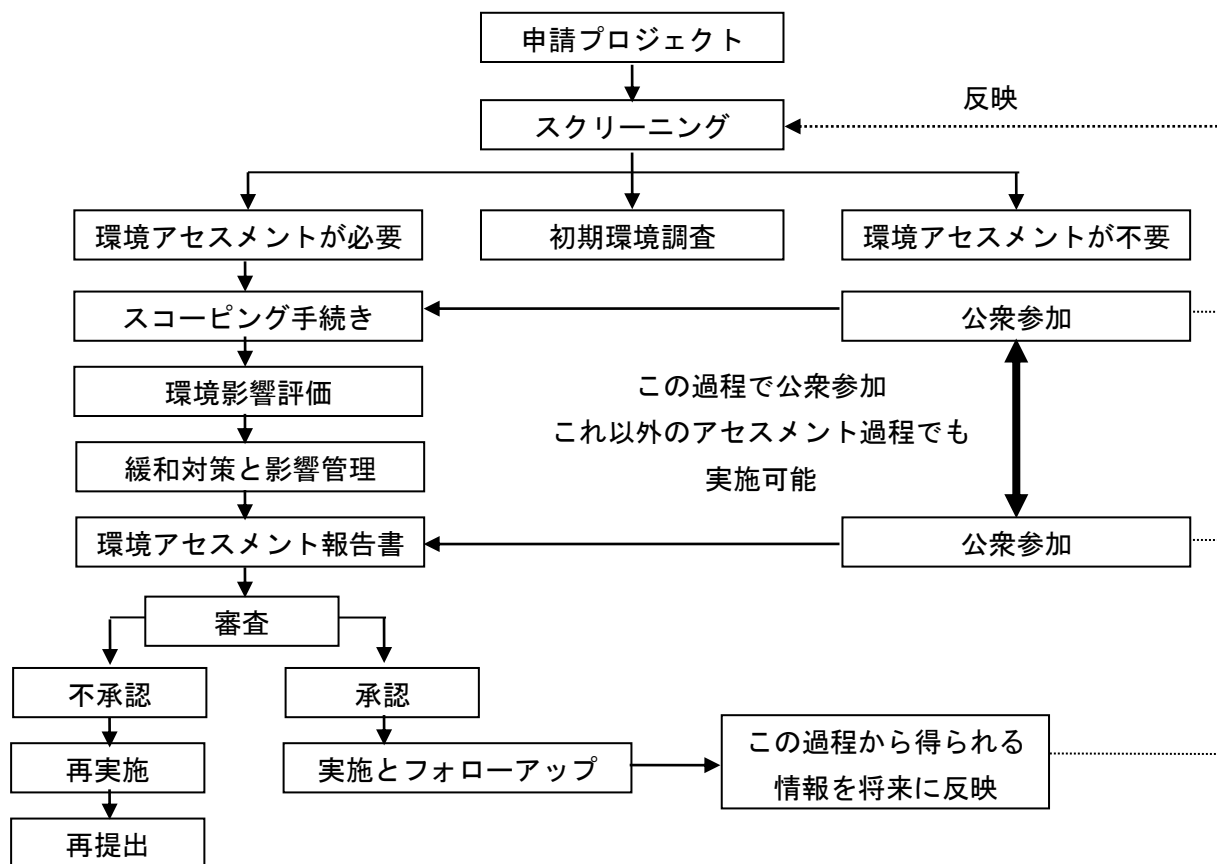 申請プロジェクト
反映
スクリーニング
環境アセスメントが必要
初期環境調査
環境アセスメントが不要
スコーピング手続き
公衆参加
環境影響評価
この過程で公衆参加
これ以外のアセスメント過程でも
実施可能
緩和対策と影響管理
環境アセスメント報告書
公衆参加
審査
不承認
承認
再実施
実施とフォローアップ
この過程から得られる
情報を将来に反映
再提出